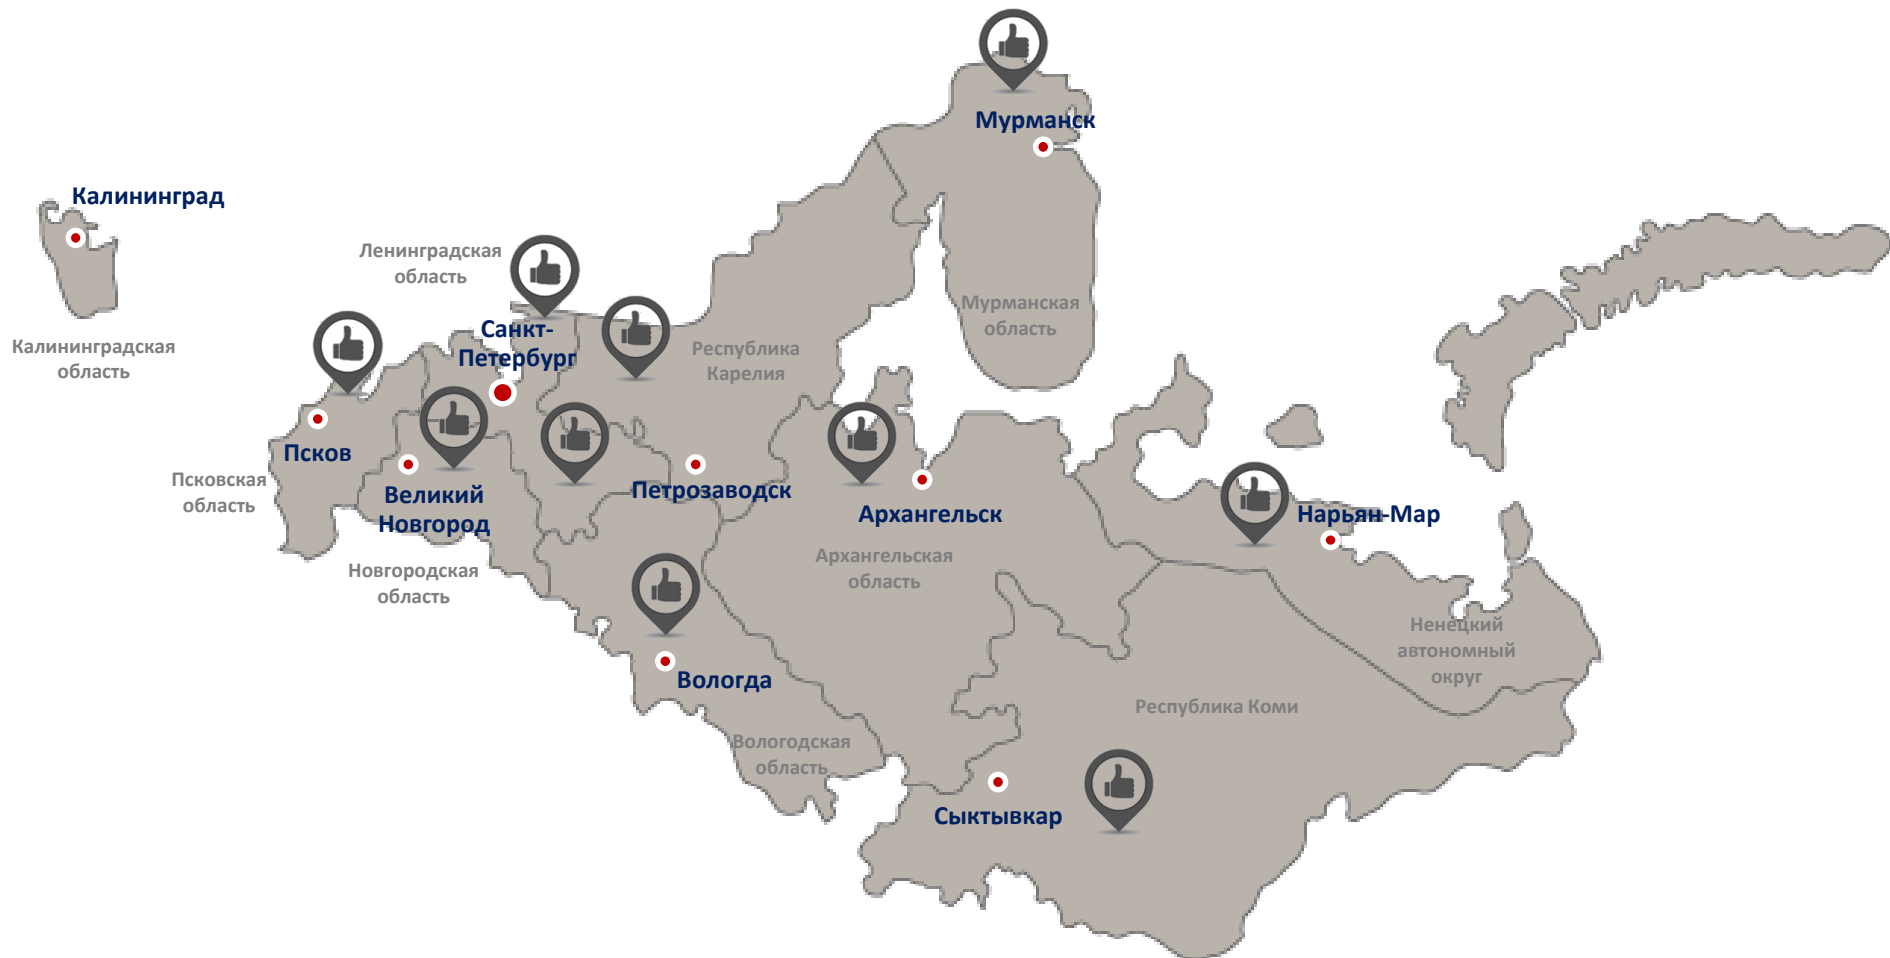 Мурманск
Калининград
Ленинградская
область
Мурманская
область
Санкт-
Петербург
Калининградская
область
Республика
Карелия
Псков
Псковская
область
Великий
Новгород
Петрозаводск
Архангельск
Нарьян-Мар
Архангельская
область
Новгородская
область
Ненецкий
автономный
округ
Вологда
Республика Коми
Вологодская
область
Сыктывкар